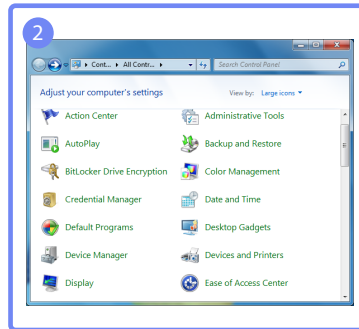 2
Cont... All Contr...
Search Control Panel
Adjust your computer's settings
View by: Large icons
Action Center
Administrative Tools
AutoPlay
Backup and Restore
BitLocker Drive Encryption
Color Management
Credential Manager
Date and Time
Default Programs
Desktop Gadgets
Device Manager
Devices and Printers
Display
Ease of Access Center